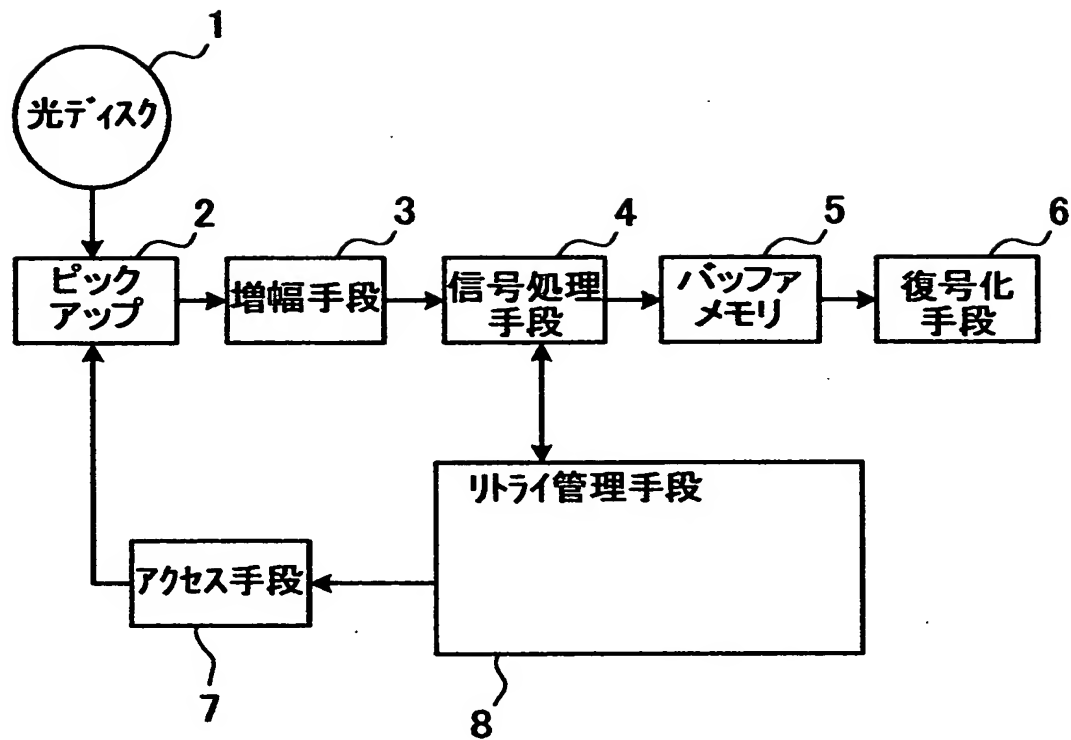 1
光ディスク
2
3
4
5
6
ピック
アップ
増幅手段
信号処理
手段
バッファ
メモリ
復号化
手段
リトライ管理手段
アクセス手段
7
8